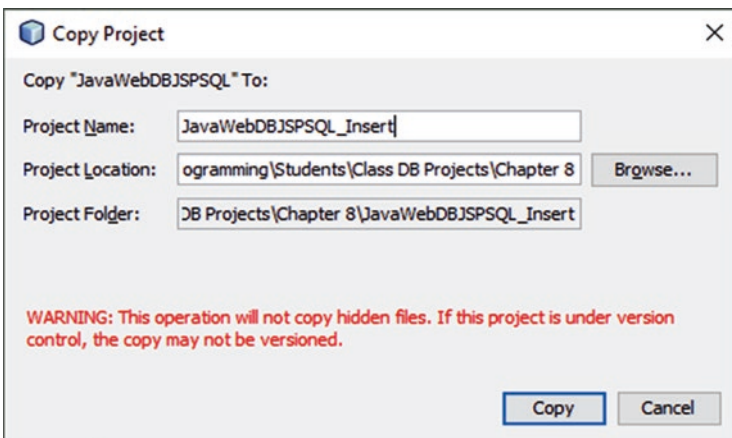 Copy Project
Copy "JavaWebDBJSPSQL" To:
Project Name: JavaWebDBJSPSQL_Insert
Project Location: ogramming\Students\Class DB Projects\Chapter 8 Browse...
Project Folder: DB Projects\Chapter 8\JavaWebDBJSPSQL_Insert
WARNING: This operation will not copy hidden files. If this project is under version
control, the copy may not be versioned.
Copy Cancel